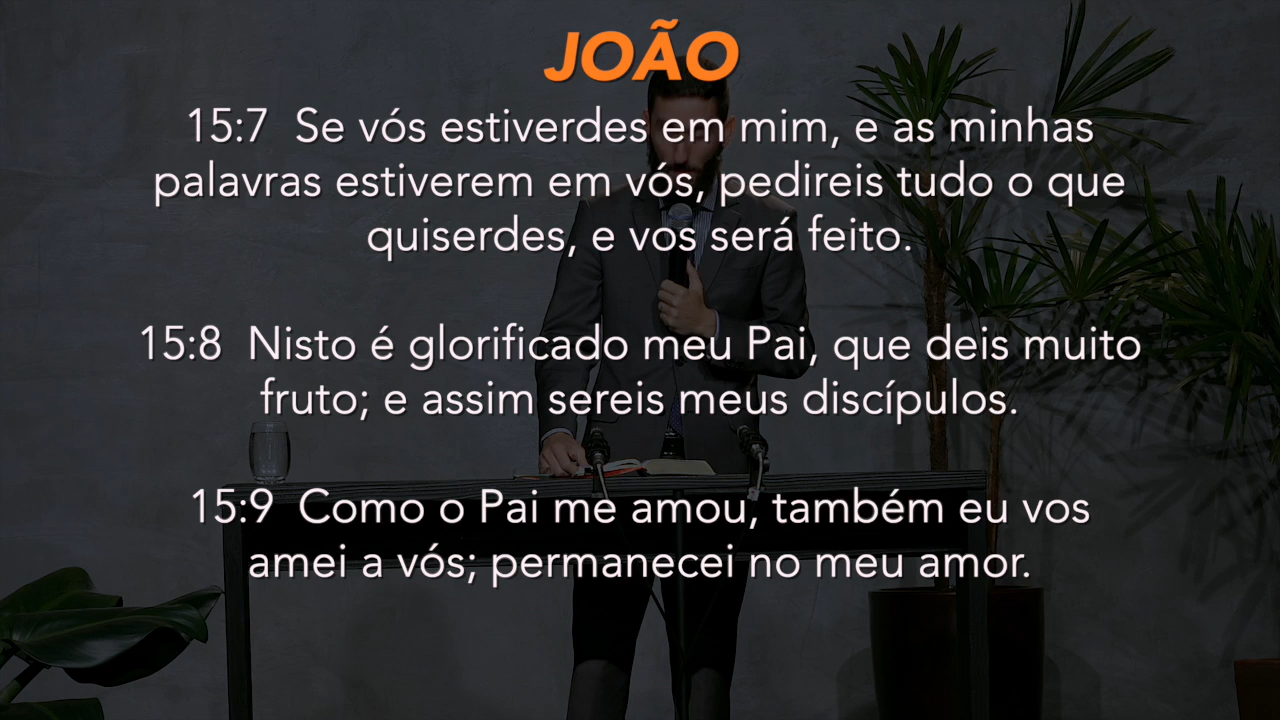 JOÃO
15:7 Se vós estiverdes em mim, e as minhas
palavras estiverem em vós, pedireis tudo o que
quiserdes, e vos será feito.
15:8 Nisto é glorificado meu Pai, que deis muito
fruto; e assim sereis meus discípulos.
15:9 Como o Pai me amou, também eu vos
amei a vós; permanecei no meu amor.